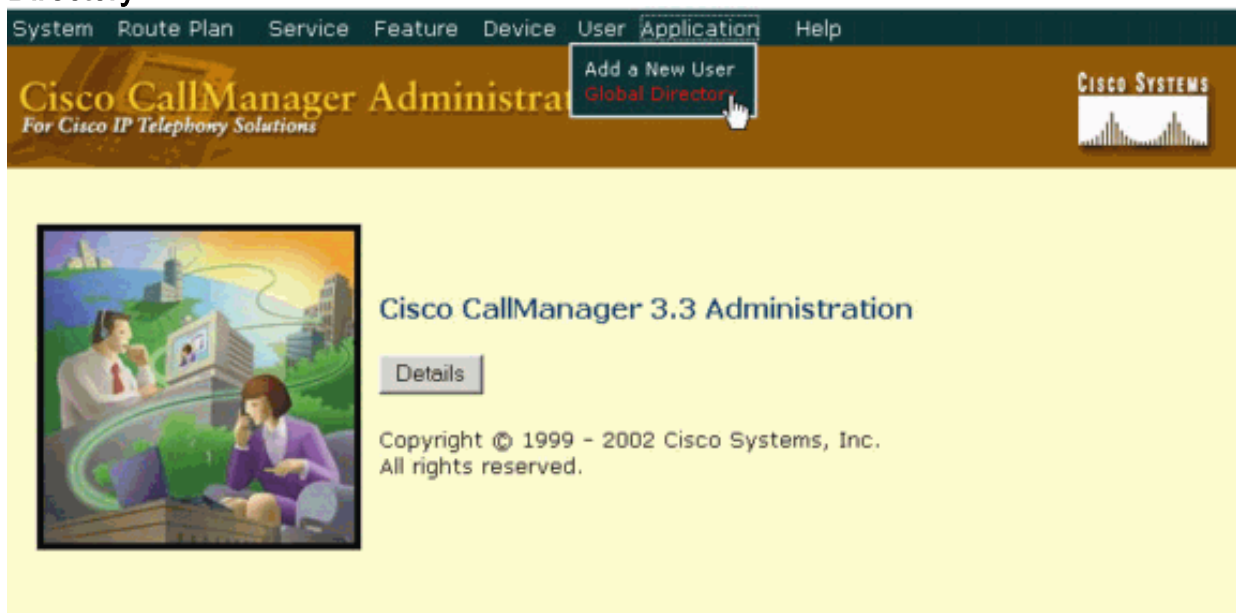 Directory
System Route Plan Service Feature Device User Application Help
Add a New User
Global Directory
Cisco CallManager Administrat
For Cisco IP Telephony Solutions
CISCO SYSTEMS
Cisco CallManager 3.3 Administration
Details
Copyright © 1999 - 2002 Cisco Systems, Inc.
All rights reserved.